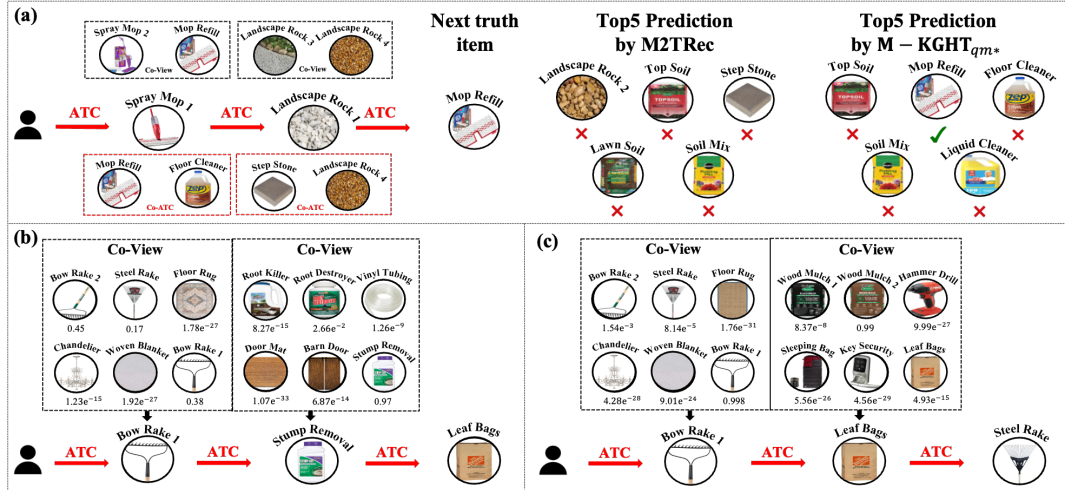 (a)
Next truth
item
Top5 Prediction
by M2TRec
Top5 Prediction
by M − KGHT_qm*
Spray Mop 2
Mop Refill
Co-View
Landscape Rock 3
Landscape Rock 4
Co-View
ATC
Spray Mop 1
ATC
Landscape Rock 1
ATC
Mop Refill
Mop Refill
Floor Cleaner
Co-ATC
Step Stone
Landscape Rock 4
Co-ATC
Landscape Rock 2
Top Soil
Step Stone
Lawn Soil
Soil Mix
Top Soil
Mop Refill
Floor Cleaner
Soil Mix
Liquid Cleaner
TOPSOIL
TOPSOIL
ZEP
ZEP
(b)
Co-View
Co-View
Bow Rake 2
Steel Rake
Floor Rug
Root Killer
Root Destroyer
Vinyl Tubing
0.45
0.17
1.78e⁻²⁷
8.27e⁻¹⁵
2.66e⁻²
1.26e⁻⁹
Chandelier
Woven Blanket
Bow Rake 1
Door Mat
Barn Door
Stump Removal
1.23e⁻¹⁵
1.92e⁻²⁷
0.38
1.07e⁻³³
6.87e⁻¹⁴
0.97
ATC
Bow Rake 1
ATC
Stump Removal
ATC
Leaf Bags
(c)
Co-View
Co-View
Bow Rake 2
Steel Rake
Floor Rug
Wood Mulch 1
Wood Mulch 2
Hammer Drill
1.54e⁻³
8.14e⁻⁵
1.76e⁻³¹
8.37e⁻⁸
0.99
9.99e⁻²⁷
Chandelier
Woven Blanket
Bow Rake 1
Sleeping Bag
Key Security
Leaf Bags
4.28e⁻²⁸
9.01e⁻²⁴
0.998
5.56e⁻²⁶
4.56e⁻²⁹
4.93e⁻¹⁵
ATC
Bow Rake 1
ATC
Leaf Bags
ATC
Steel Rake